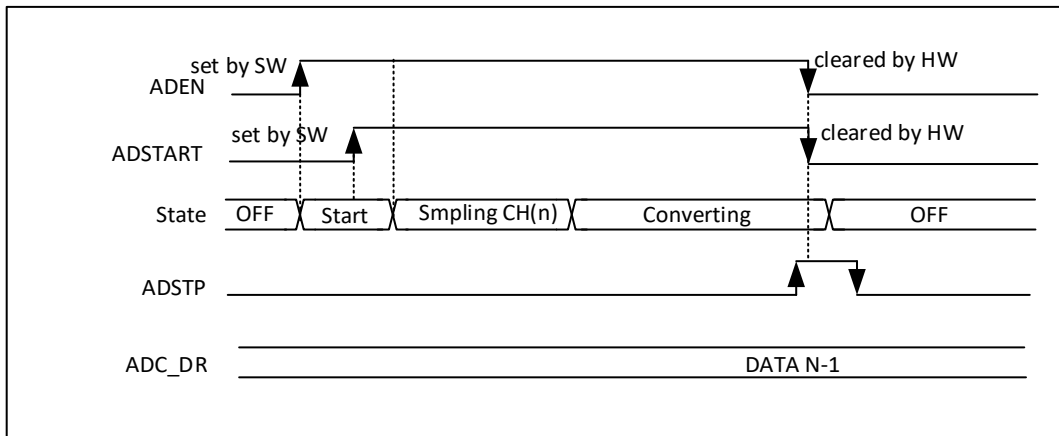 set by SW
cleared by HW
ADEN
set by SW
cleared by HW
ADSTART
State OFF Start Smpling CH(n) Converting OFF
ADSTP
ADC_DR DATA N-1